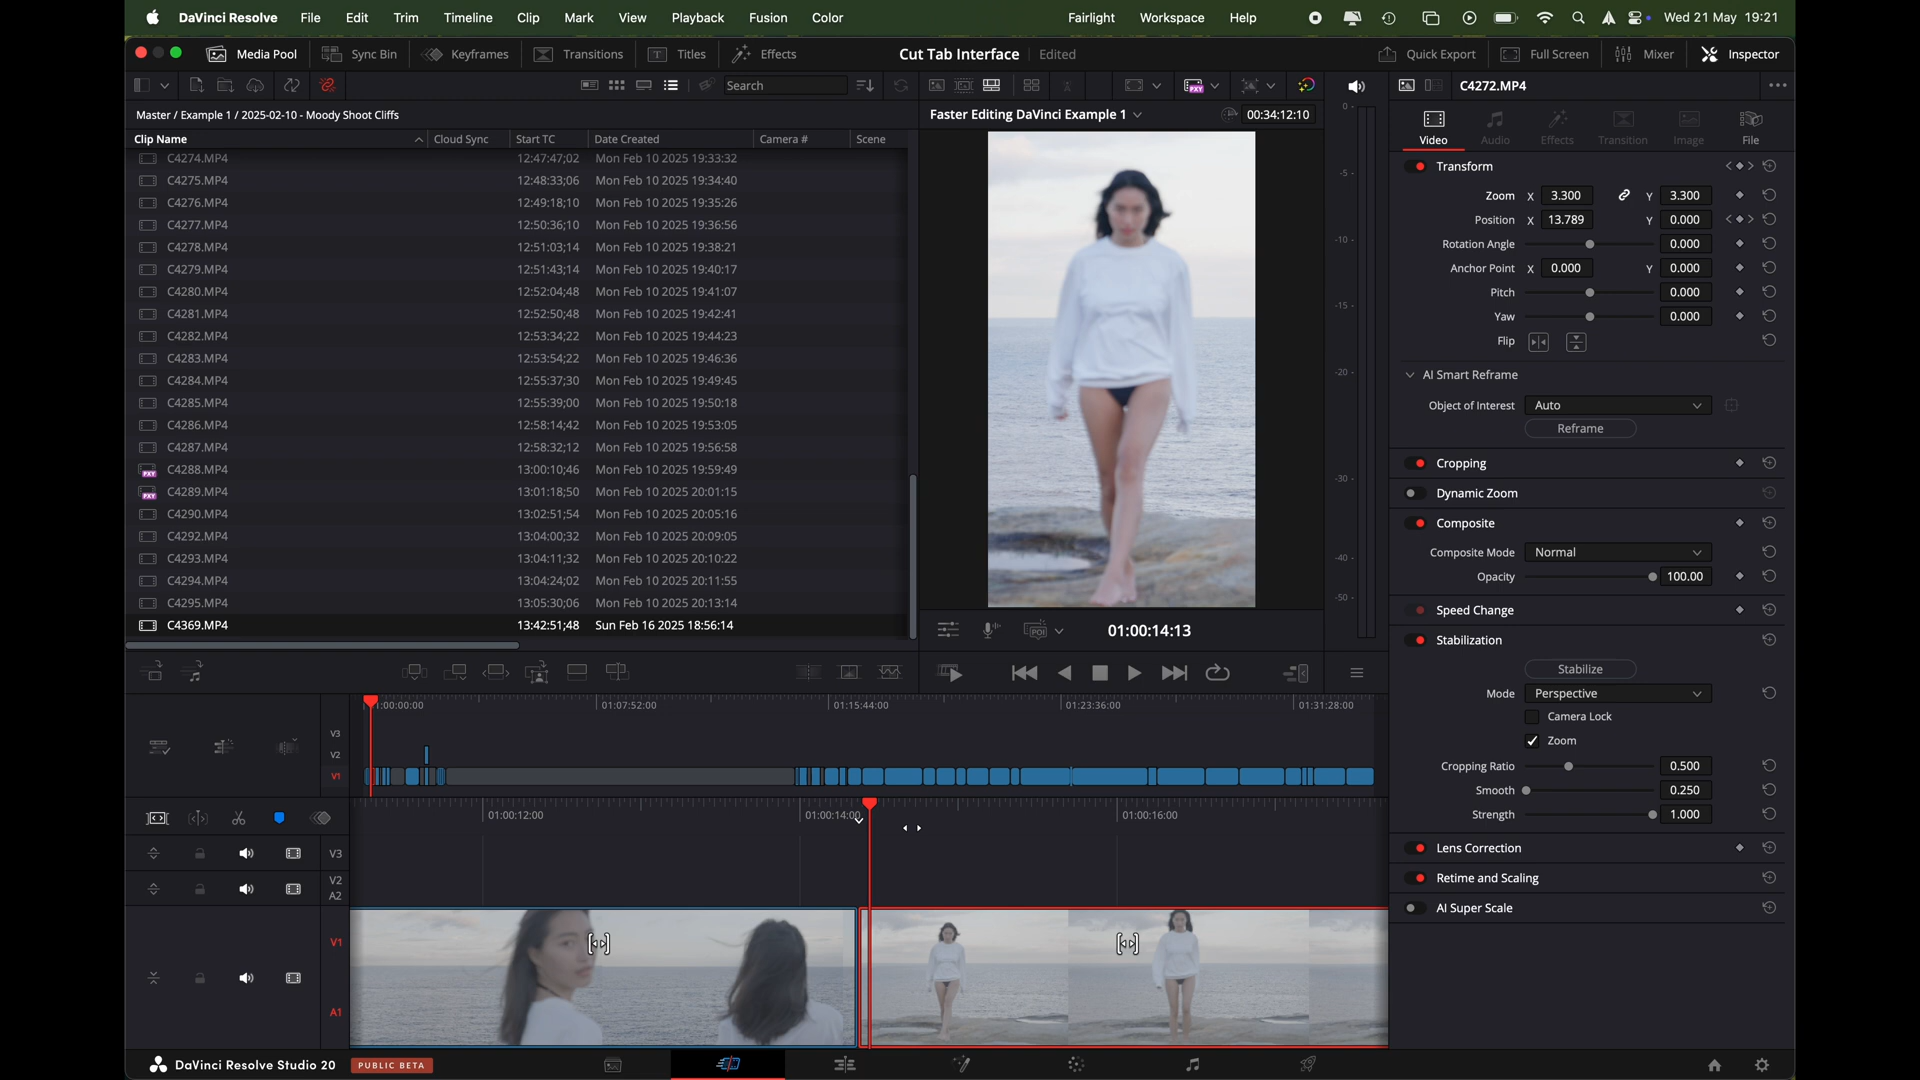 DaVinci Resolve File Edit Trim Timeline Clip Mark View Playback Fusion Color Fairlight Workspace Help Wed 21 May 19:21
Media Pool Sync Bin Keyframes Transitions Titles Effects Cut Tab Interface Edited Quick Export Full Screen Mixer Inspector
Search PXY C4272.MP4
Master / Example 1 / 2025-02-10 - Moody Shoot Cliffs Faster Editing DaVinci Example 1 00:34:12:10
Video Audio Effects Transition Image File
Clip Name Cloud Sync Start TC Date Created Camera # Scene
C4274.MP4 12:47:47;02 Mon Feb 10 2025 19:33:32
C4275.MP4 12:48:33;06 Mon Feb 10 2025 19:34:40
C4276.MP4 12:49:18;10 Mon Feb 10 2025 19:35:26
C4277.MP4 12:50:36;10 Mon Feb 10 2025 19:36:56
C4278.MP4 12:51:03;14 Mon Feb 10 2025 19:38:21
C4279.MP4 12:51:43;14 Mon Feb 10 2025 19:40:17
C4280.MP4 12:52:04;48 Mon Feb 10 2025 19:41:07
C4281.MP4 12:52:50;48 Mon Feb 10 2025 19:42:41
C4282.MP4 12:53:34;22 Mon Feb 10 2025 19:44:23
C4283.MP4 12:53:54;22 Mon Feb 10 2025 19:46:36
C4284.MP4 12:55:37;30 Mon Feb 10 2025 19:49:45
C4285.MP4 12:55:39;00 Mon Feb 10 2025 19:50:18
C4286.MP4 12:58:14;42 Mon Feb 10 2025 19:53:05
C4287.MP4 12:58:32;12 Mon Feb 10 2025 19:56:58
PXY C4288.MP4 13:00:10;46 Mon Feb 10 2025 19:59:49
PXY C4289.MP4 13:01:18;50 Mon Feb 10 2025 20:01:15
C4290.MP4 13:02:51;54 Mon Feb 10 2025 20:05:16
C4292.MP4 13:04:00;32 Mon Feb 10 2025 20:09:05
C4293.MP4 13:04:11;32 Mon Feb 10 2025 20:10:22
C4294.MP4 13:04:24;02 Mon Feb 10 2025 20:11:55
C4295.MP4 13:05:30;06 Mon Feb 10 2025 20:13:14
C4369.MP4 13:42:51;48 Sun Feb 16 2025 18:56:14
0
-5
-10
-15
-20
-30
-40
-50
POI 01:00:14:13
Transform
Zoom X 3.300 Y 3.300
Position X 13.789 Y 0.000
Rotation Angle 0.000
Anchor Point X 0.000 Y 0.000
Pitch 0.000
Yaw 0.000
Flip
AI Smart Reframe
Object of Interest Auto
Reframe
Cropping
Dynamic Zoom
Composite
Composite Mode Normal
Opacity 100.00
Speed Change
Stabilization
Stabilize
Mode Perspective
Camera Lock
Zoom
Cropping Ratio 0.500
Smooth 0.250
Strength 1.000
Lens Correction
Retime and Scaling
AI Super Scale
:00:00:00 01:07:52:00 01:15:44:00 01:23:36:00 01:31:28:00
V3
V2
V1
01:00:12:00 01:00:14:00 01:00:16:00
V3
V2
A2
V1
A1
DaVinci Resolve Studio 20 PUBLIC BETA